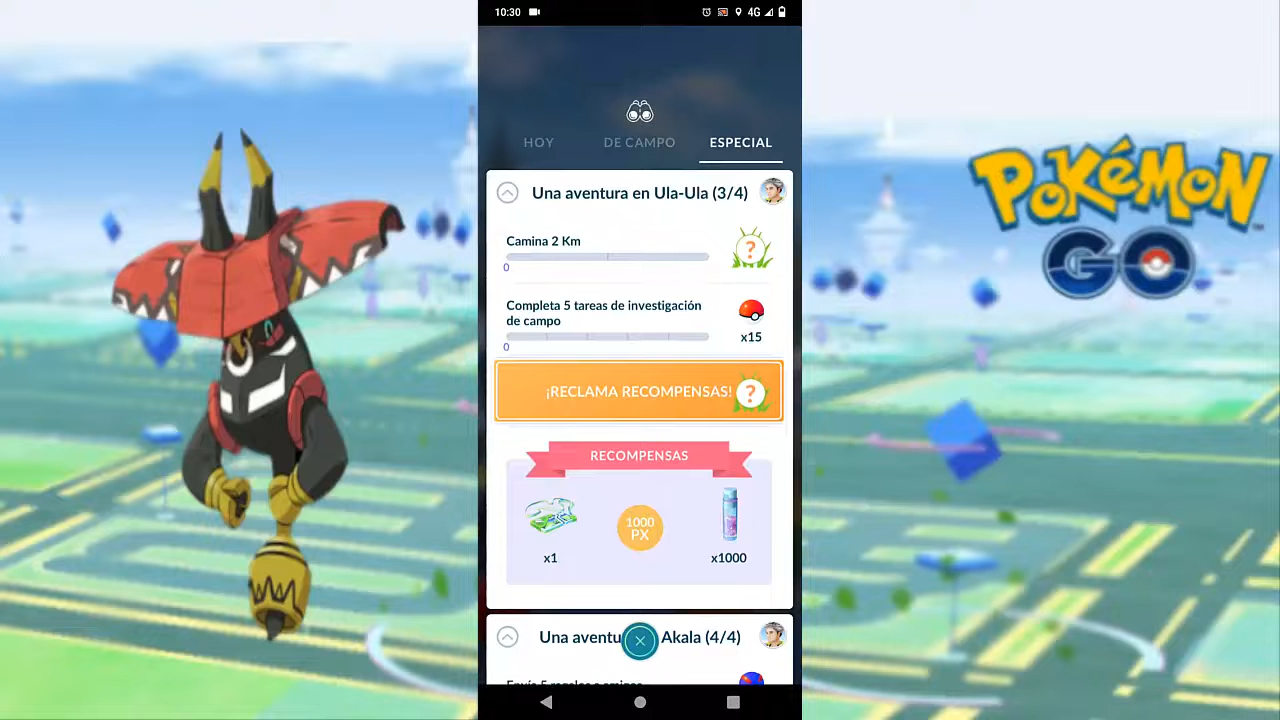 10:30
4G
HOY
DE CAMPO
ESPECIAL
Una aventura en Ula-Ula (3/4)
Camina 2 Km
?
0
Completa 5 tareas de investigación
de campo
0
x15
¡RECLAMA RECOMPENSAS!
?
RECOMPENSAS
1000
PX
x1
x1000
Una aventu
Akala (4/4)
POKéMON
GO